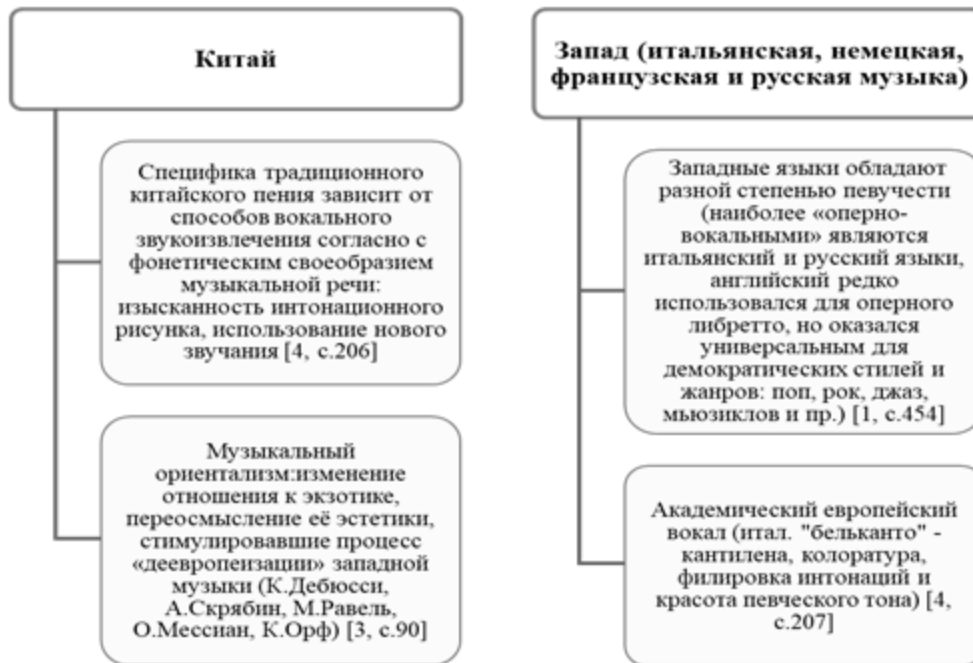 Китай
Специфика традиционного
китайского пения зависит от
способов вокального
звукоизвлечения согласно с
фонетическим своеобразием
музыкальной речи:
изысканность интонационного
рисунка, использование нового
звучания [4, с.206]
Музыкальный
ориентализм:изменение
отношения к экзотике,
переосмысление её эстетики,
стимулировавшие процесс
«деевропеизации» западной
музыки (К.Дебюсси,
А.Скрябин, М.Равель,
О.Мессиан, К.Орф) [3, с.90]
Запад (итальянская, немецкая,
французская и русская музыка)
Западные языки обладают
разной степенью певучести
(наиболее «оперно-
вокальными» являются
итальянский и русский языки,
английский редко
использовался для оперного
либретто, но оказался
универсальным для
демократических стилей и
жанров: поп, рок, джаз,
мьюзиклов и пр.) [1, с.454]
Академический европейский
вокал (итал. "бельканто" -
кантилена, колоратура,
филировка интонаций и
красота певческого тона) [4,
с.207]